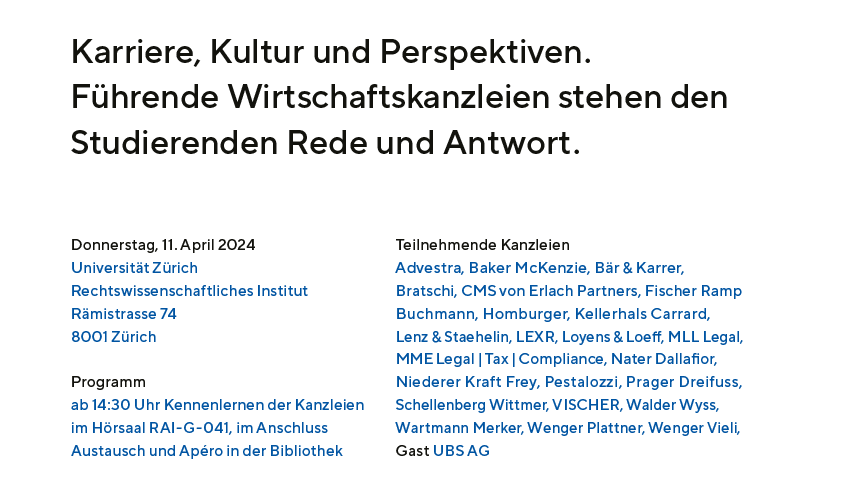 Karriere, Kultur und Perspektiven.
Führende Wirtschaftskanzleien stehen den
Studierenden Rede und Antwort.
Donnerstag, 11. April 2024
Universität Zürich
Rechtswissenschaftliches Institut
Rämistrasse 74
8001 Zürich
Programm
ab 14:30 Uhr Kennenlernen der Kanzleien
im Hörsaal RAI-G-041, im Anschluss
Austausch und Apéro in der Bibliothek
Teilnehmende Kanzleien
Advestra, Baker McKenzie, Bär & Karrer,
Bratschi, CMS von Erlach Partners, Fischer Ramp
Buchmann, Homburger, Kellerhals Carrard,
Lenz & Staehelin, LEXR, Loyens & Loeff, MLL Legal,
MME Legal | Tax | Compliance, Nater Dallafior,
Niederer Kraft Frey, Pestalozzi, Prager Dreifuss,
Schellenberg Wittmer, VISCHER, Walder Wyss,
Wartmann Merker, Wenger Plattner, Wenger Vieli,
Gast UBS AG